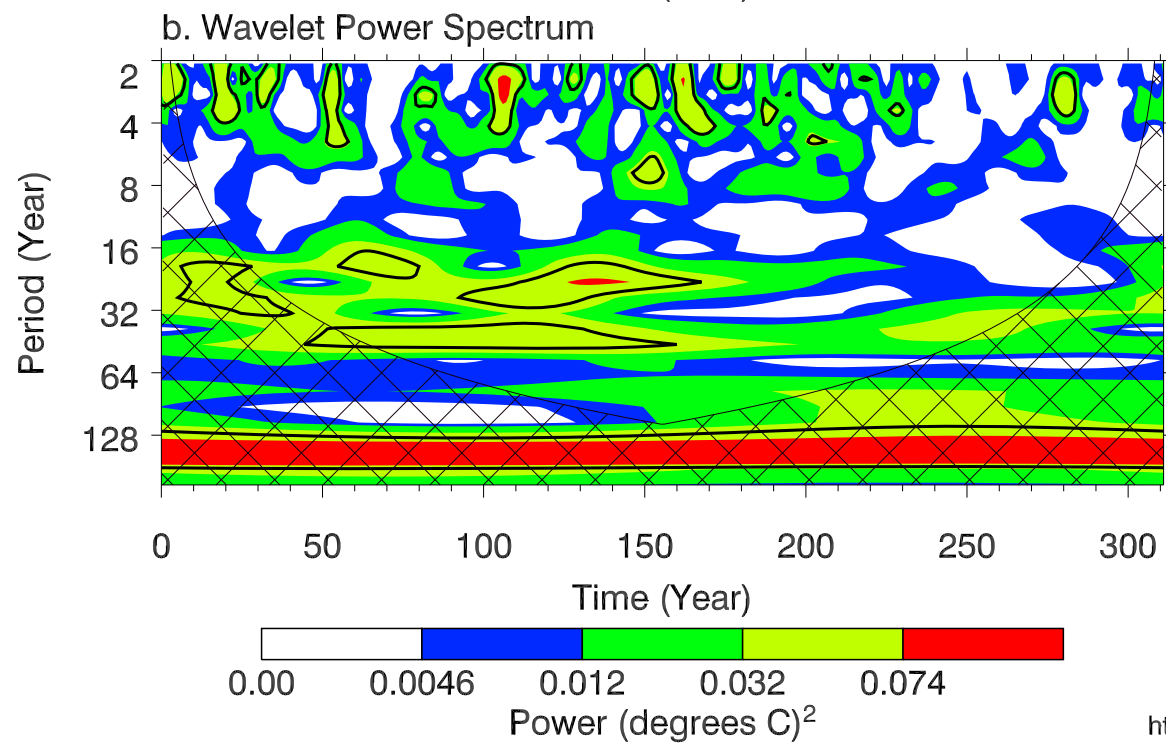 b. Wavelet Power Spectrum
2
4
8
16
32
64
128
Period (Year)
0 50 100 150 200 250 300
Time (Year)
0.00 0.0046 0.012 0.032 0.074
Power (degrees C)²